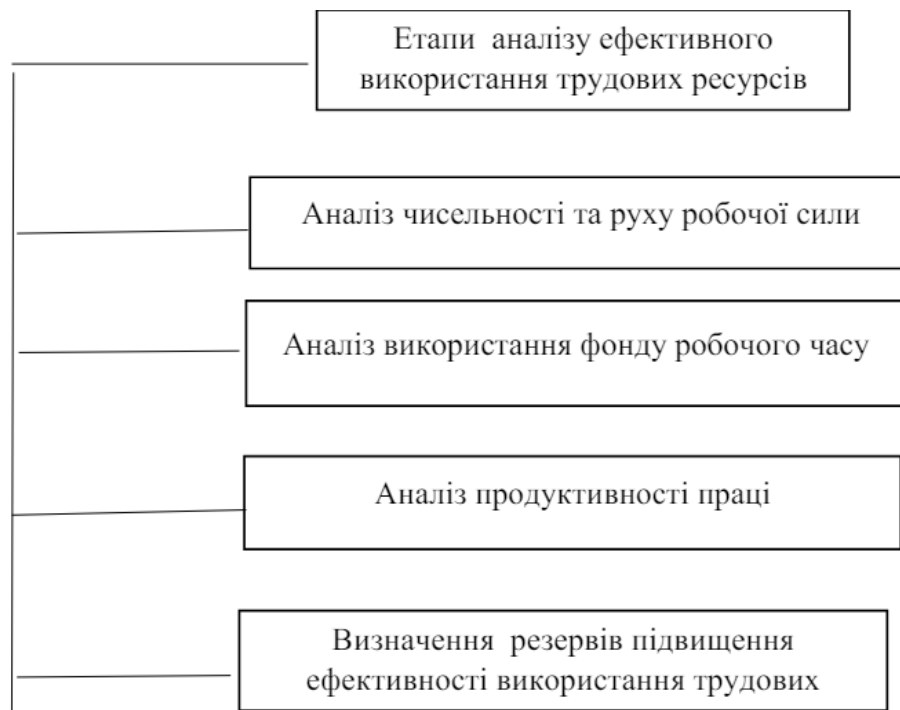 Етапи аналізу ефективного
використання трудових ресурсів
Аналіз чисельності та руху робочої сили
Аналіз використання фонду робочого часу
Аналіз продуктивності праці
Визначення резервів підвищення
ефективності використання трудових